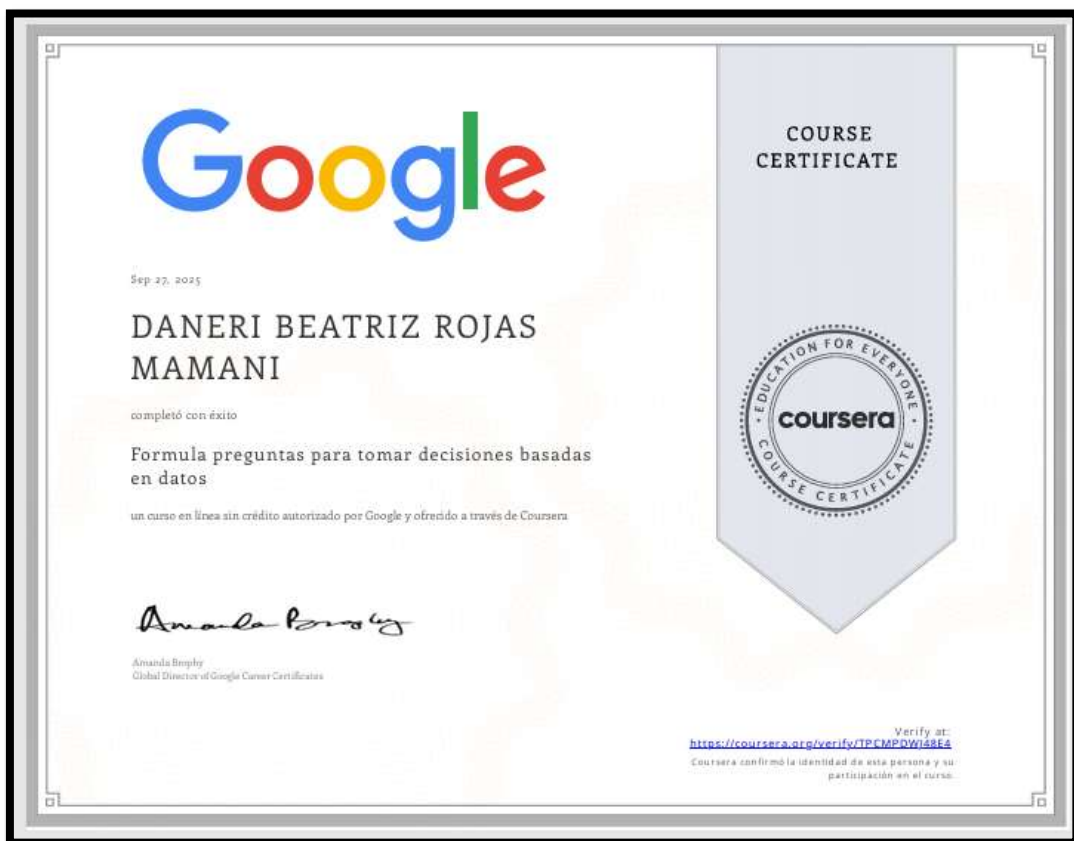 Google
COURSE
CERTIFICATE
Sep 27, 2025
DANERI BEATRIZ ROJAS
MAMANI
completó con éxito
Formula preguntas para tomar decisiones basadas
en datos
un curso en línea sin crédito autorizado por Google y ofrecido a través de Coursera
EDUCATION FOR EVERYONE
coursera
COURSE CERTIFICATE
Amanda Brophy
Amanda Brophy
Global Director of Google Career Certificates
Verify at:
https://coursera.org/verify/TPCMPDWJ48E4
Coursera confirmó la identidad de esta persona y su
participación en el curso.